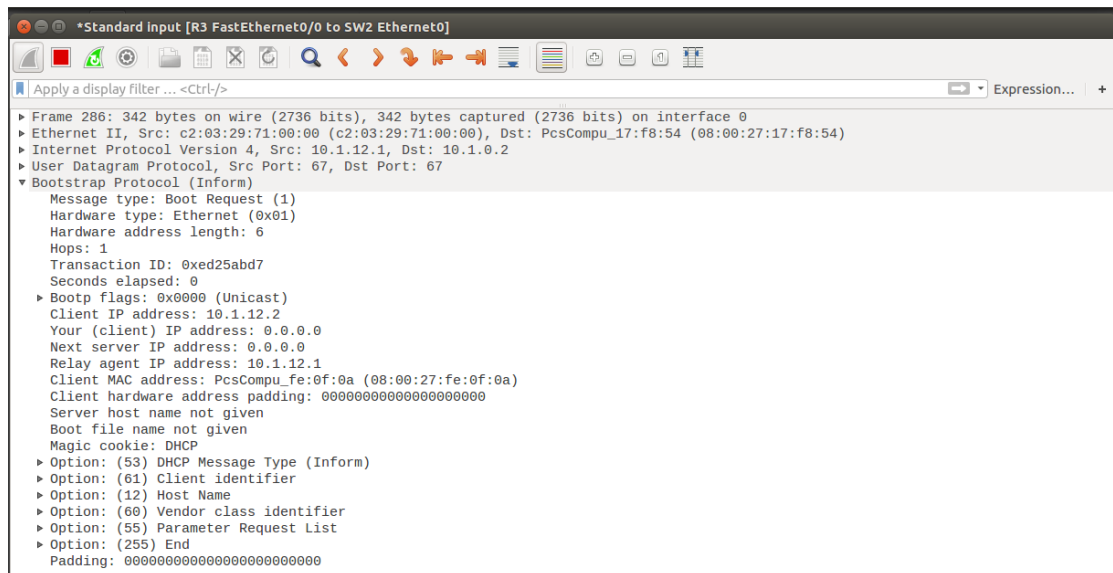 *Standard input [R3 FastEthernet0/0 to SW2 Ethernet0]
Apply a display filter ... <Ctrl-/>
Expression...
+
Frame 286: 342 bytes on wire (2736 bits), 342 bytes captured (2736 bits) on interface 0
Ethernet II, Src: c2:03:29:71:00:00 (c2:03:29:71:00:00), Dst: PcsCompu_17:f8:54 (08:00:27:17:f8:54)
Internet Protocol Version 4, Src: 10.1.12.1, Dst: 10.1.0.2
User Datagram Protocol, Src Port: 67, Dst Port: 67
Bootstrap Protocol (Inform)
Message type: Boot Request (1)
Hardware type: Ethernet (0x01)
Hardware address length: 6
Hops: 1
Transaction ID: 0xed25abd7
Seconds elapsed: 0
Bootp flags: 0x0000 (Unicast)
Client IP address: 10.1.12.2
Your (client) IP address: 0.0.0.0
Next server IP address: 0.0.0.0
Relay agent IP address: 10.1.12.1
Client MAC address: PcsCompu_fe:0f:0a (08:00:27:fe:0f:0a)
Client hardware address padding: 00000000000000000000
Server host name not given
Boot file name not given
Magic cookie: DHCP
Option: (53) DHCP Message Type (Inform)
Option: (61) Client identifier
Option: (12) Host Name
Option: (60) Vendor class identifier
Option: (55) Parameter Request List
Option: (255) End
Padding: 000000000000000000000000